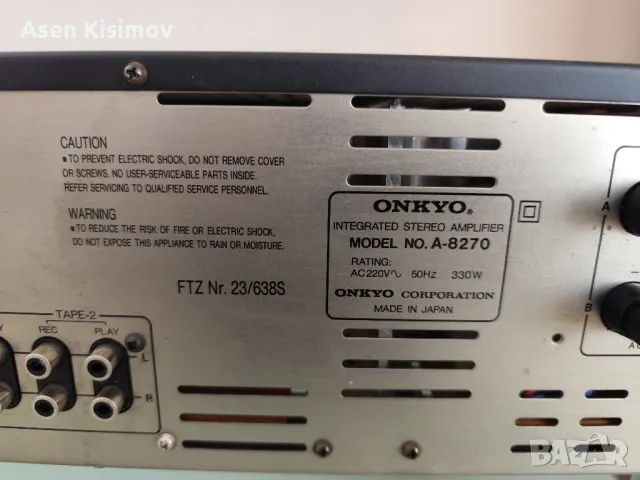 Asen Kisimov
CAUTION
TO PREVENT ELECTRIC SHOCK, DO NOT REMOVE COVER
OR SCREWS. NO USER-SERVICEABLE PARTS INSIDE.
REFER SERVICING TO QUALIFIED SERVICE PERSONNEL.
WARNING
TO REDUCE THE RISK OF FIRE OR ELECTRIC SHOCK,
DO NOT EXPOSE THIS APPLIANCE TO RAIN OR MOISTURE.
FTZ Nr. 23/638S
ONKYO®
INTEGRATED STEREO AMPLIFIER
MODEL NO. A-8270
RATING:
AC 220V∿ 50Hz 330W
ONKYO CORPORATION
MADE IN JAPAN
A
B
TAPE-2
REC PLAY
L
R
BAZAR